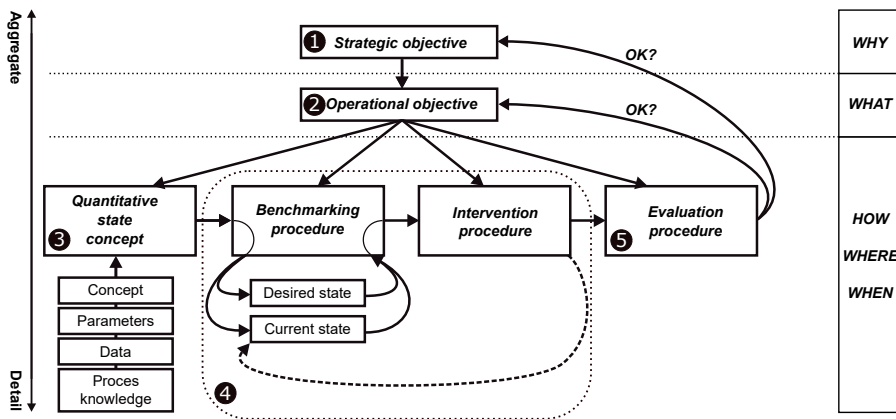 Aggregate
Detail
1
Strategic objective
OK?
WHY
2
Operational objective
OK?
WHAT
Quantitative
state
concept
3
Benchmarking
procedure
Intervention
procedure
Evaluation
procedure
5
HOW
WHERE
WHEN
Concept
Parameters
Data
Proces
knowledge
Desired state
Current state
4